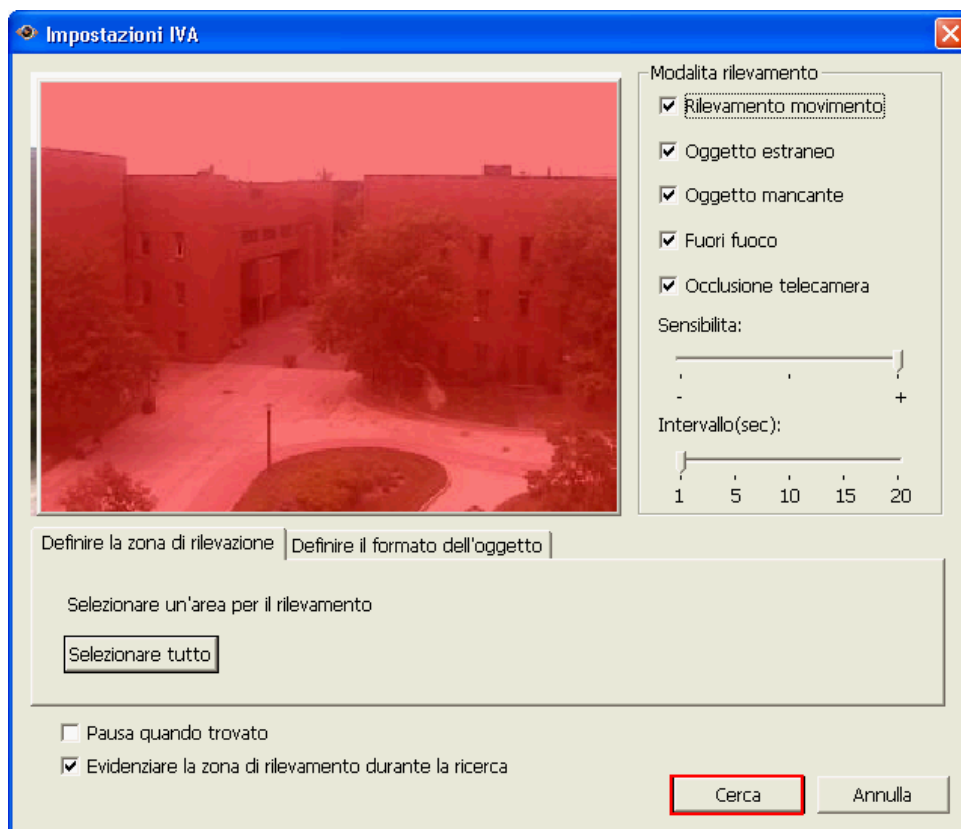 Impostazioni IVA
Modalita rilevamento
Rilevamento movimento
Oggetto estraneo
Oggetto mancante
Fuori fuoco
Occlusione telecamera
Sensibilita:
- +
Intervallo(sec):
1 5 10 15 20
Definire la zona di rilevazione Definire il formato dell'oggetto
Selezionare un'area per il rilevamento
Selezionare tutto
Pausa quando trovato
Evidenziare la zona di rilevamento durante la ricerca
Cerca Annulla